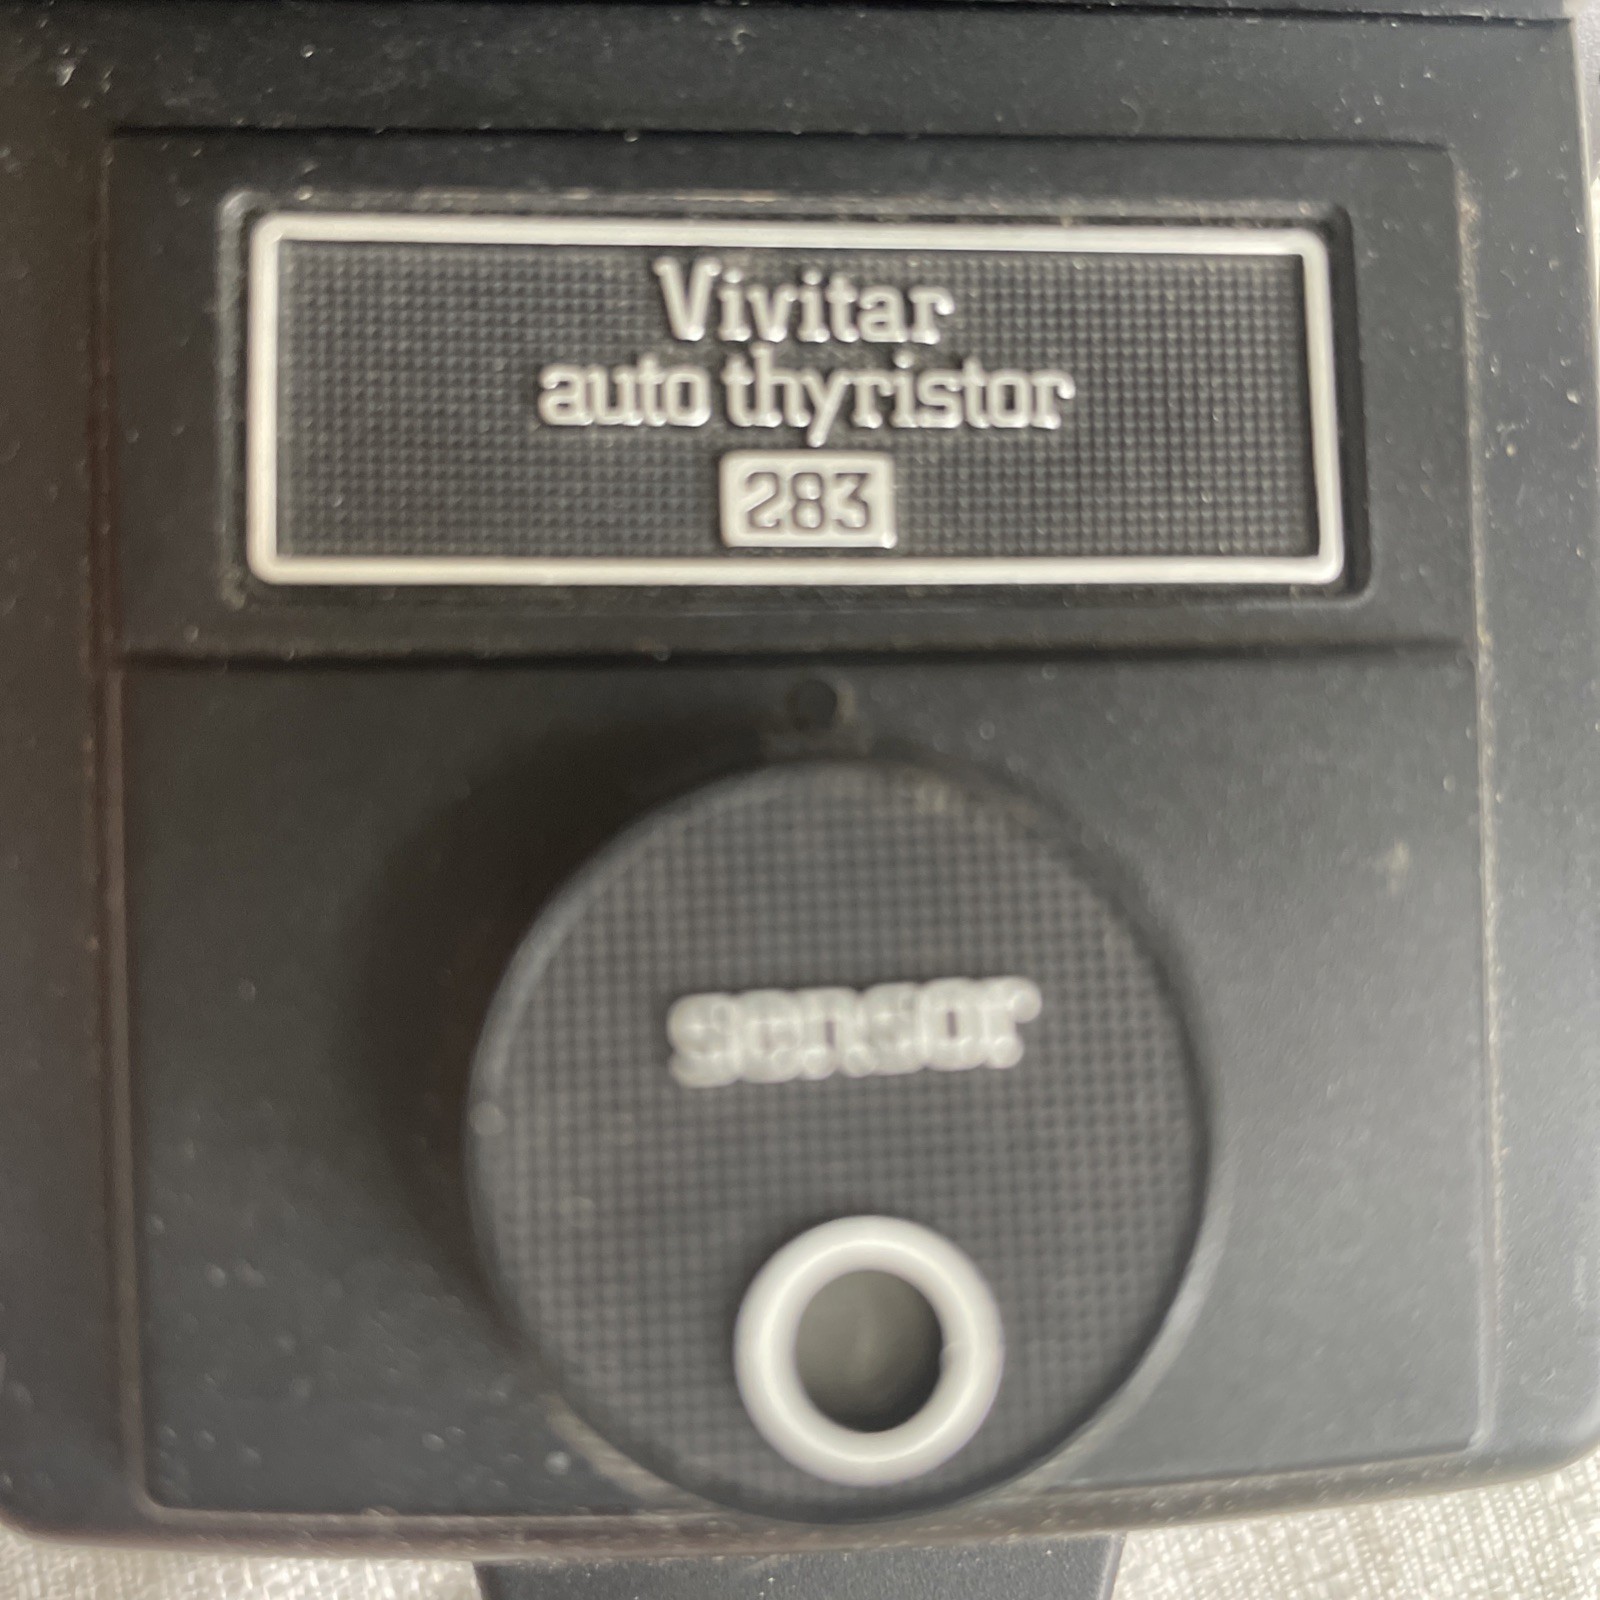 Vivitar
auto thyristor
283
sensor